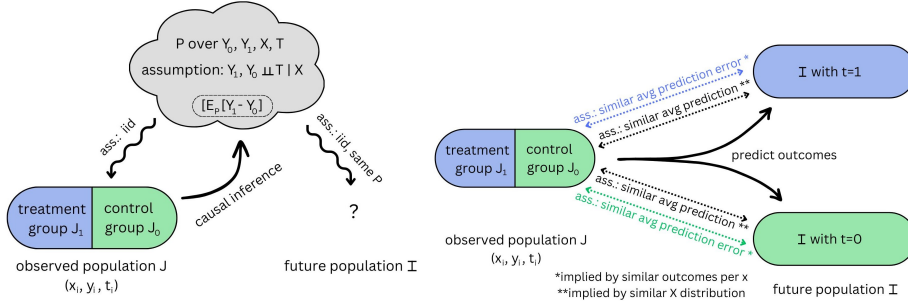 P over Y₀, Y₁, X, T
assumption: Y₁, Y₀ ⫫ T | X
[E_P[Y₁ - Y₀]
ass.: iid
ass.: iid, same P
causal inference
?
treatment
group J₁
control
group J₀
observed population J
(xᵢ, yᵢ, tᵢ)
future population I
ass.: similar avg prediction error *
ass.: similar avg prediction **
I with t=1
treatment
group J₁
control
group J₀
predict outcomes
ass.: similar avg prediction **
ass.: similar avg prediction error *
I with t=0
observed population J
(xᵢ, yᵢ, tᵢ)
*implied by similar outcomes per x
**implied by similar X distribution
future population I